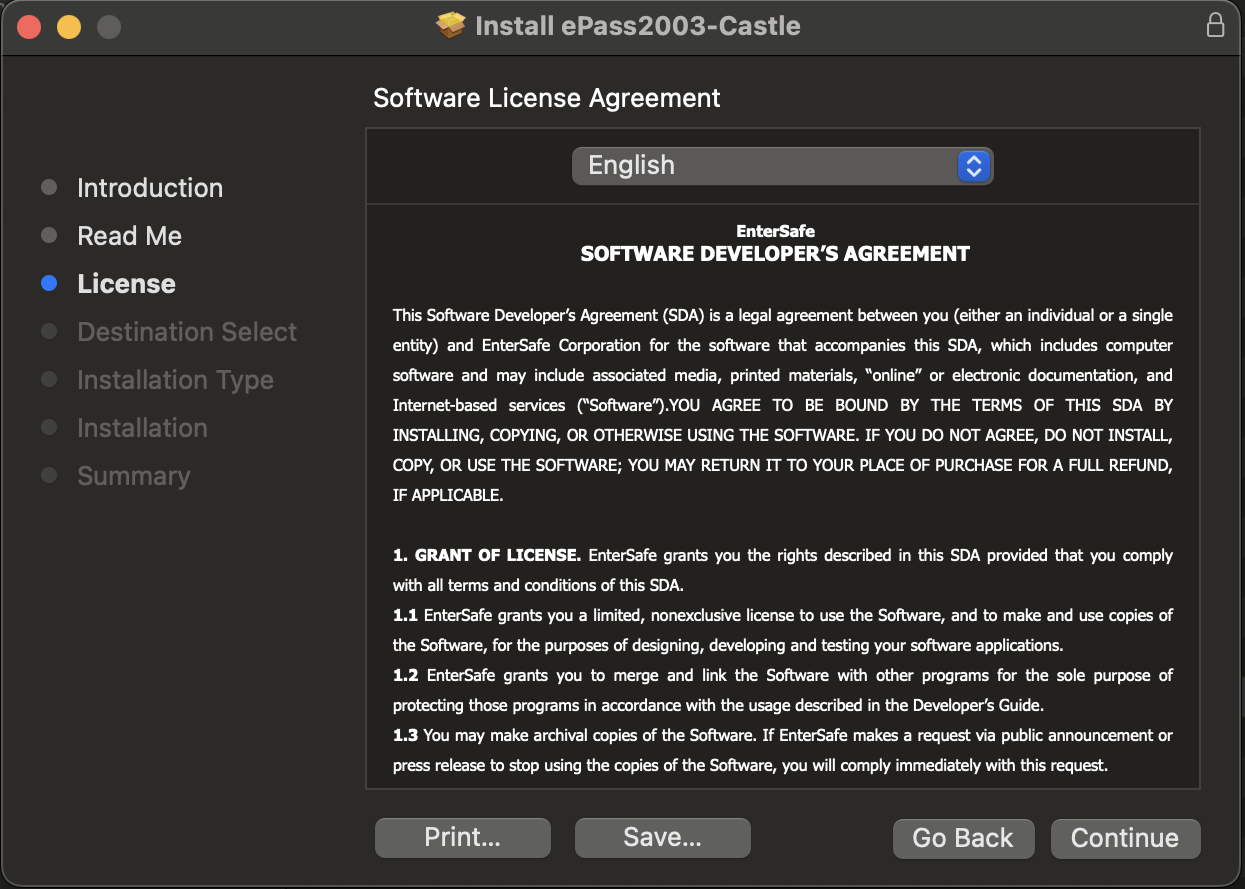 Install ePass2003-Castle
Software License Agreement
Introduction
Read Me
License
Destination Select
Installation Type
Installation
Summary
English
EnterSafe
SOFTWARE DEVELOPER’S AGREEMENT
This Software Developer’s Agreement (SDA) is a legal agreement between you (either an individual or a single
entity) and EnterSafe Corporation for the software that accompanies this SDA, which includes computer
software and may include associated media, printed materials, “online” or electronic documentation, and
Internet-based services (“Software”).YOU AGREE TO BE BOUND BY THE TERMS OF THIS SDA BY
INSTALLING, COPYING, OR OTHERWISE USING THE SOFTWARE. IF YOU DO NOT AGREE, DO NOT INSTALL,
COPY, OR USE THE SOFTWARE; YOU MAY RETURN IT TO YOUR PLACE OF PURCHASE FOR A FULL REFUND,
IF APPLICABLE.
1. GRANT OF LICENSE. EnterSafe grants you the rights described in this SDA provided that you comply
with all terms and conditions of this SDA.
1.1 EnterSafe grants you a limited, nonexclusive license to use the Software, and to make and use copies of
the Software, for the purposes of designing, developing and testing your software applications.
1.2 EnterSafe grants you to merge and link the Software with other programs for the sole purpose of
protecting those programs in accordance with the usage described in the Developer’s Guide.
1.3 You may make archival copies of the Software. If EnterSafe makes a request via public announcement or
press release to stop using the copies of the Software, you will comply immediately with this request.
Print...
Save...
Go Back
Continue